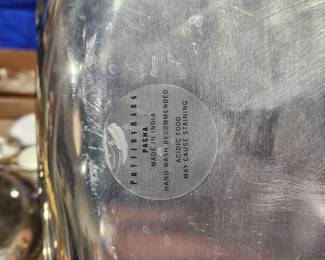 POTTERYBARN
PASHA
MADE IN INDIA
HAND WASH RECOMMENDED
ACIDIC FOOD
MAY CAUSE STAINING